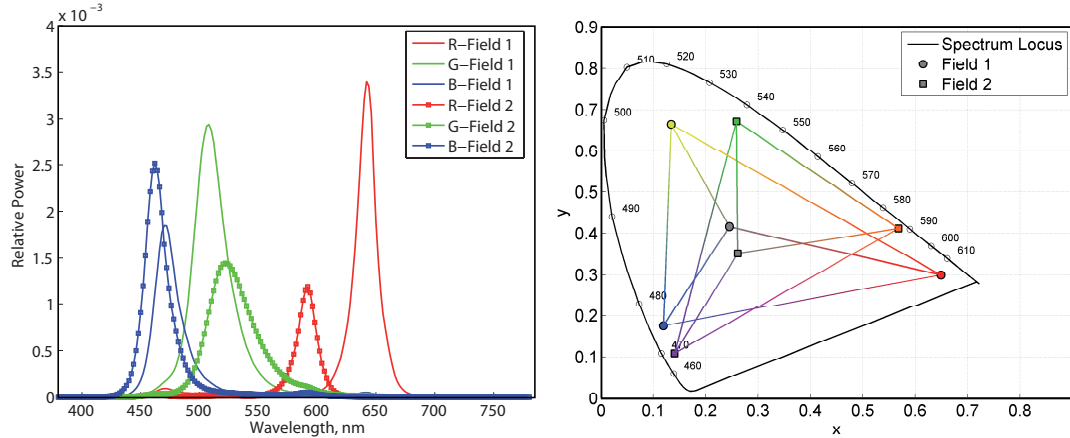 x 10⁻³
4
3.5
3
2.5
2
1.5
1
0.5
0
Relative Power
400 450 500 550 600 650 700 750
Wavelength, nm
R–Field 1
G–Field 1
B–Field 1
R–Field 2
G–Field 2
B–Field 2
0.9
0.8
0.7
0.6
0.5
0.4
0.3
0.2
0.1
0
y
0 0.1 0.2 0.3 0.4 0.5 0.6 0.7 0.8
x
Spectrum Locus
Field 1
Field 2
510
520
530
540
500
550
560
570
580
490
590
600
610
480
470
460